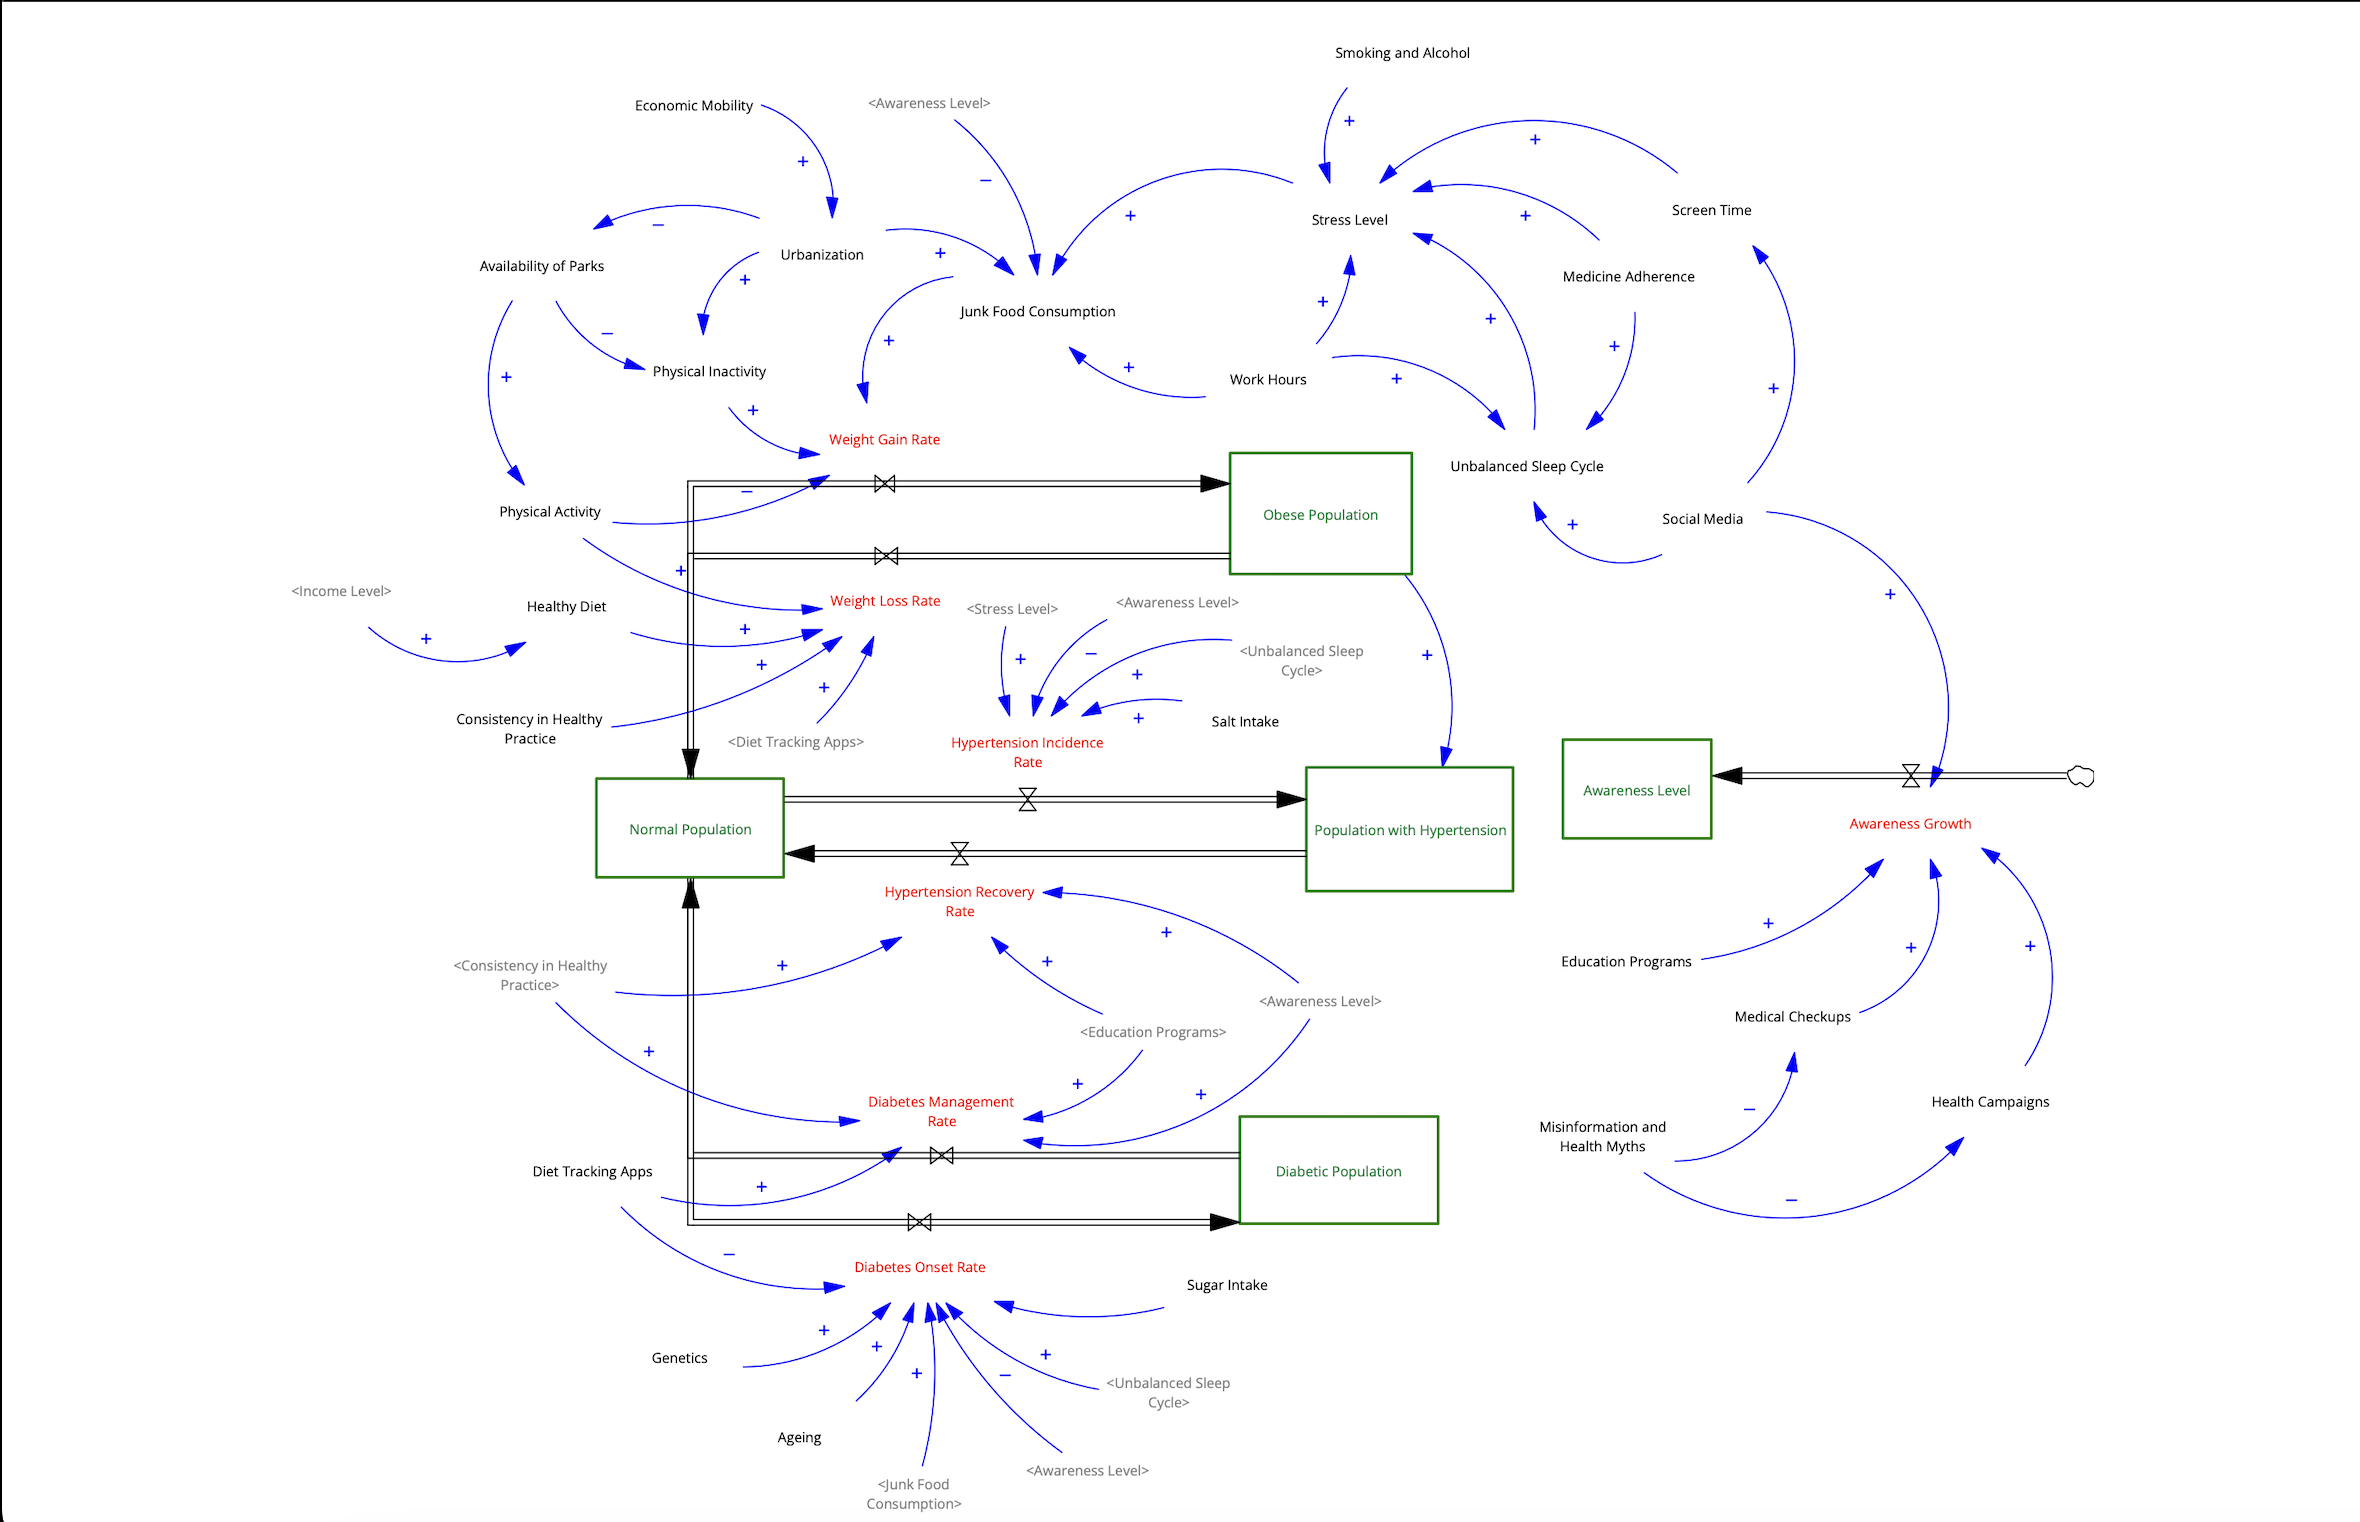 Smoking and Alcohol
Economic Mobility
<Awareness Level>
+
+
+
–
+
+
Screen Time
Stress Level
–
+
Urbanization
+
Availability of Parks
+
Medicine Adherence
Junk Food Consumption
+
+
–
+
+
+
Physical Inactivity
+
+
+
Work Hours
+
+
Weight Gain Rate
Unbalanced Sleep Cycle
–
Physical Activity
Obese Population
Social Media
+
+
<Income Level>
+
Healthy Diet
Weight Loss Rate
<Stress Level>
<Awareness Level>
+
+
+
–
+
<Unbalanced Sleep
Cycle>
+
+
+
+
Consistency in Healthy
Practice
Salt Intake
<Diet Tracking Apps>
Hypertension Incidence
Rate
Awareness Level
Normal Population
Population with Hypertension
Awareness Growth
Hypertension Recovery
Rate
+
+
+
+
+
+
Education Programs
<Consistency in Healthy
Practice>
<Awareness Level>
Medical Checkups
<Education Programs>
+
+
+
Diabetes Management
Rate
Health Campaigns
–
Misinformation and
Health Myths
Diet Tracking Apps
Diabetic Population
+
–
–
Diabetes Onset Rate
Sugar Intake
+
+
+
Genetics
+
–
<Unbalanced Sleep
Cycle>
Ageing
<Awareness Level>
<Junk Food
Consumption>